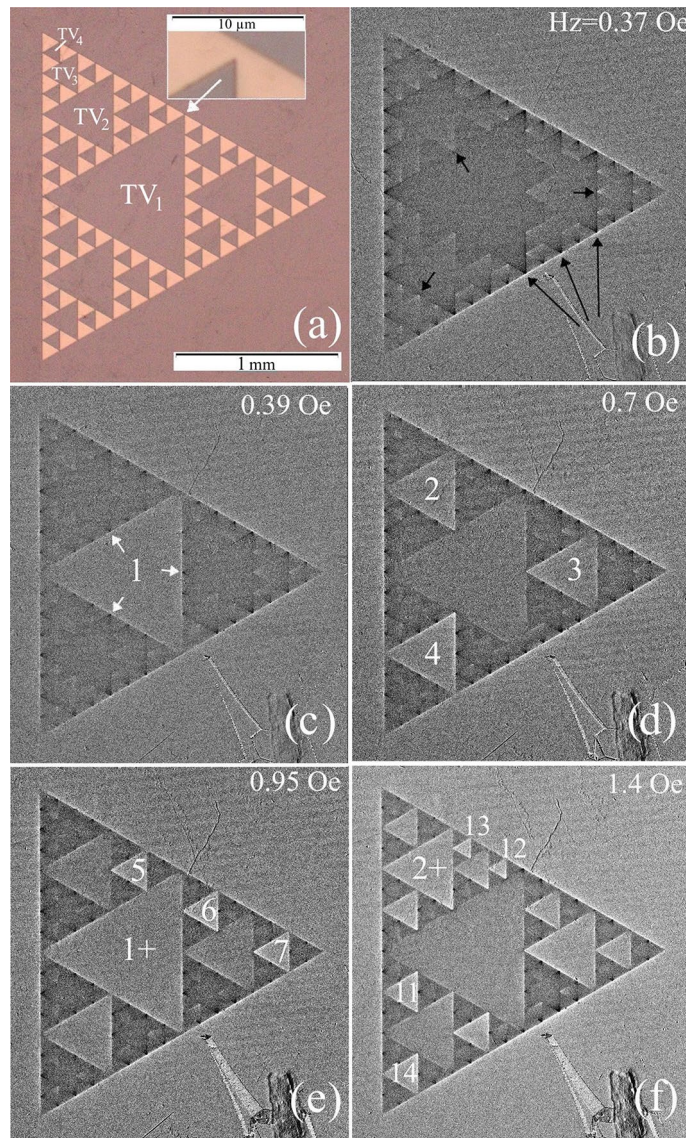 10 µm
TV4
TV3
TV2
TV1
(a)
1 mm
Hz=0.37 Oe
(b)
0.39 Oe
1
(c)
0.7 Oe
2
3
4
(d)
0.95 Oe
5
6
1+
7
(e)
1.4 Oe
13
12
2+
11
14
(f)